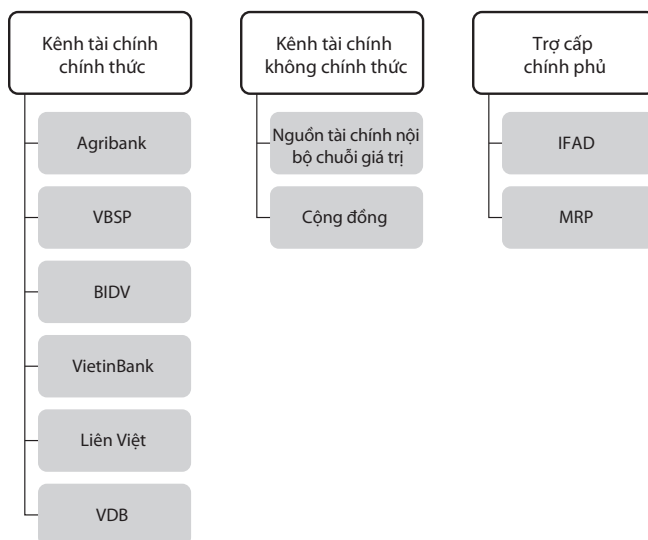 Kênh tài chính
chính thức
Agribank
VBSP
BIDV
VietinBank
Liên Việt
VDB
Kênh tài chính
không chính thức
Nguồn tài chính nội
bộ chuỗi giá trị
Cộng đồng
Trợ cấp
chính phủ
IFAD
MRP